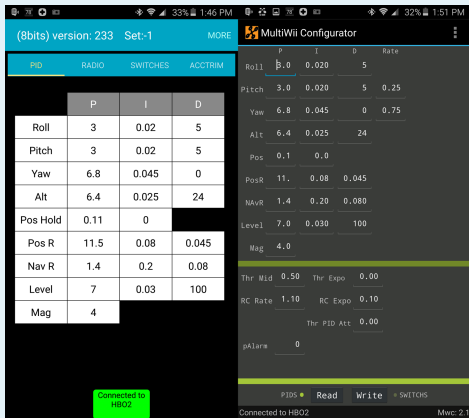 33% 1:46 PM
(8bits) version: 233 Set:-1 MORE
PID RADIO SWITCHES ACCTRIM
P I D
Roll 3 0.02 5
Pitch 3 0.02 5
Yaw 6.8 0.045 0
Alt 6.4 0.025 24
Pos Hold 0.11 0
Pos R 11.5 0.08 0.045
Nav R 1.4 0.2 0.08
Level 7 0.03 100
Mag 4
Connected to
HBO2
32% 1:51 PM
MultiWii Configurator
P I D Rate
Roll 3.0 0.020 5
Pitch 3.0 0.020 5 0.25
Yaw 6.8 0.045 0 0.75
Alt 6.4 0.025 24
Pos 0.1 0.0
PosR 11. 0.08 0.045
NAvR 1.4 0.20 0.080
Level 7.0 0.030 100
Mag 4.0
Thr Mid 0.50 Thr Expo 0.00
RC Rate 1.10 RC Expo 0.10
Thr PID Att 0.00
pAlarm 0
PIDS Read Write SWITCHS
Connected to HBO2 Mwc: 2.1